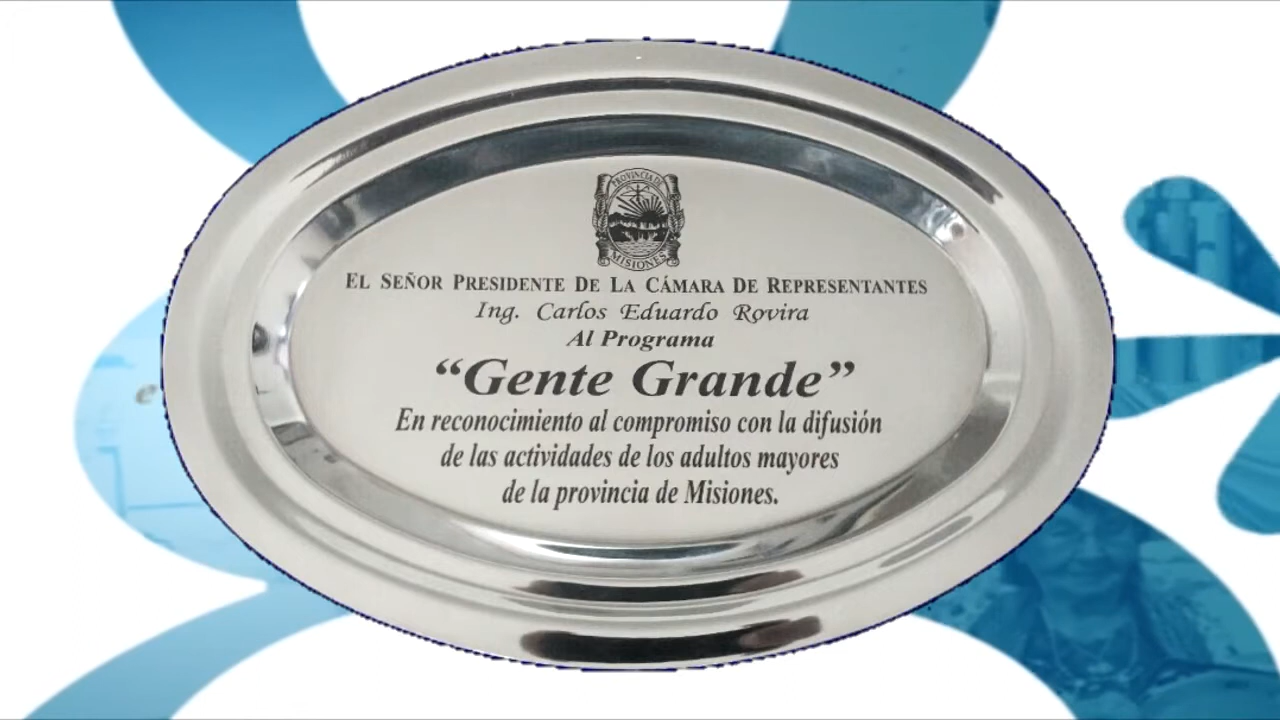 PROVINCIA DE
MISIONES
EL SEÑOR PRESIDENTE DE LA CÁMARA DE REPRESENTANTES
Ing. Carlos Eduardo Rovira
Al Programa
“Gente Grande”
En reconocimiento al compromiso con la difusión
de las actividades de los adultos mayores
de la provincia de Misiones.